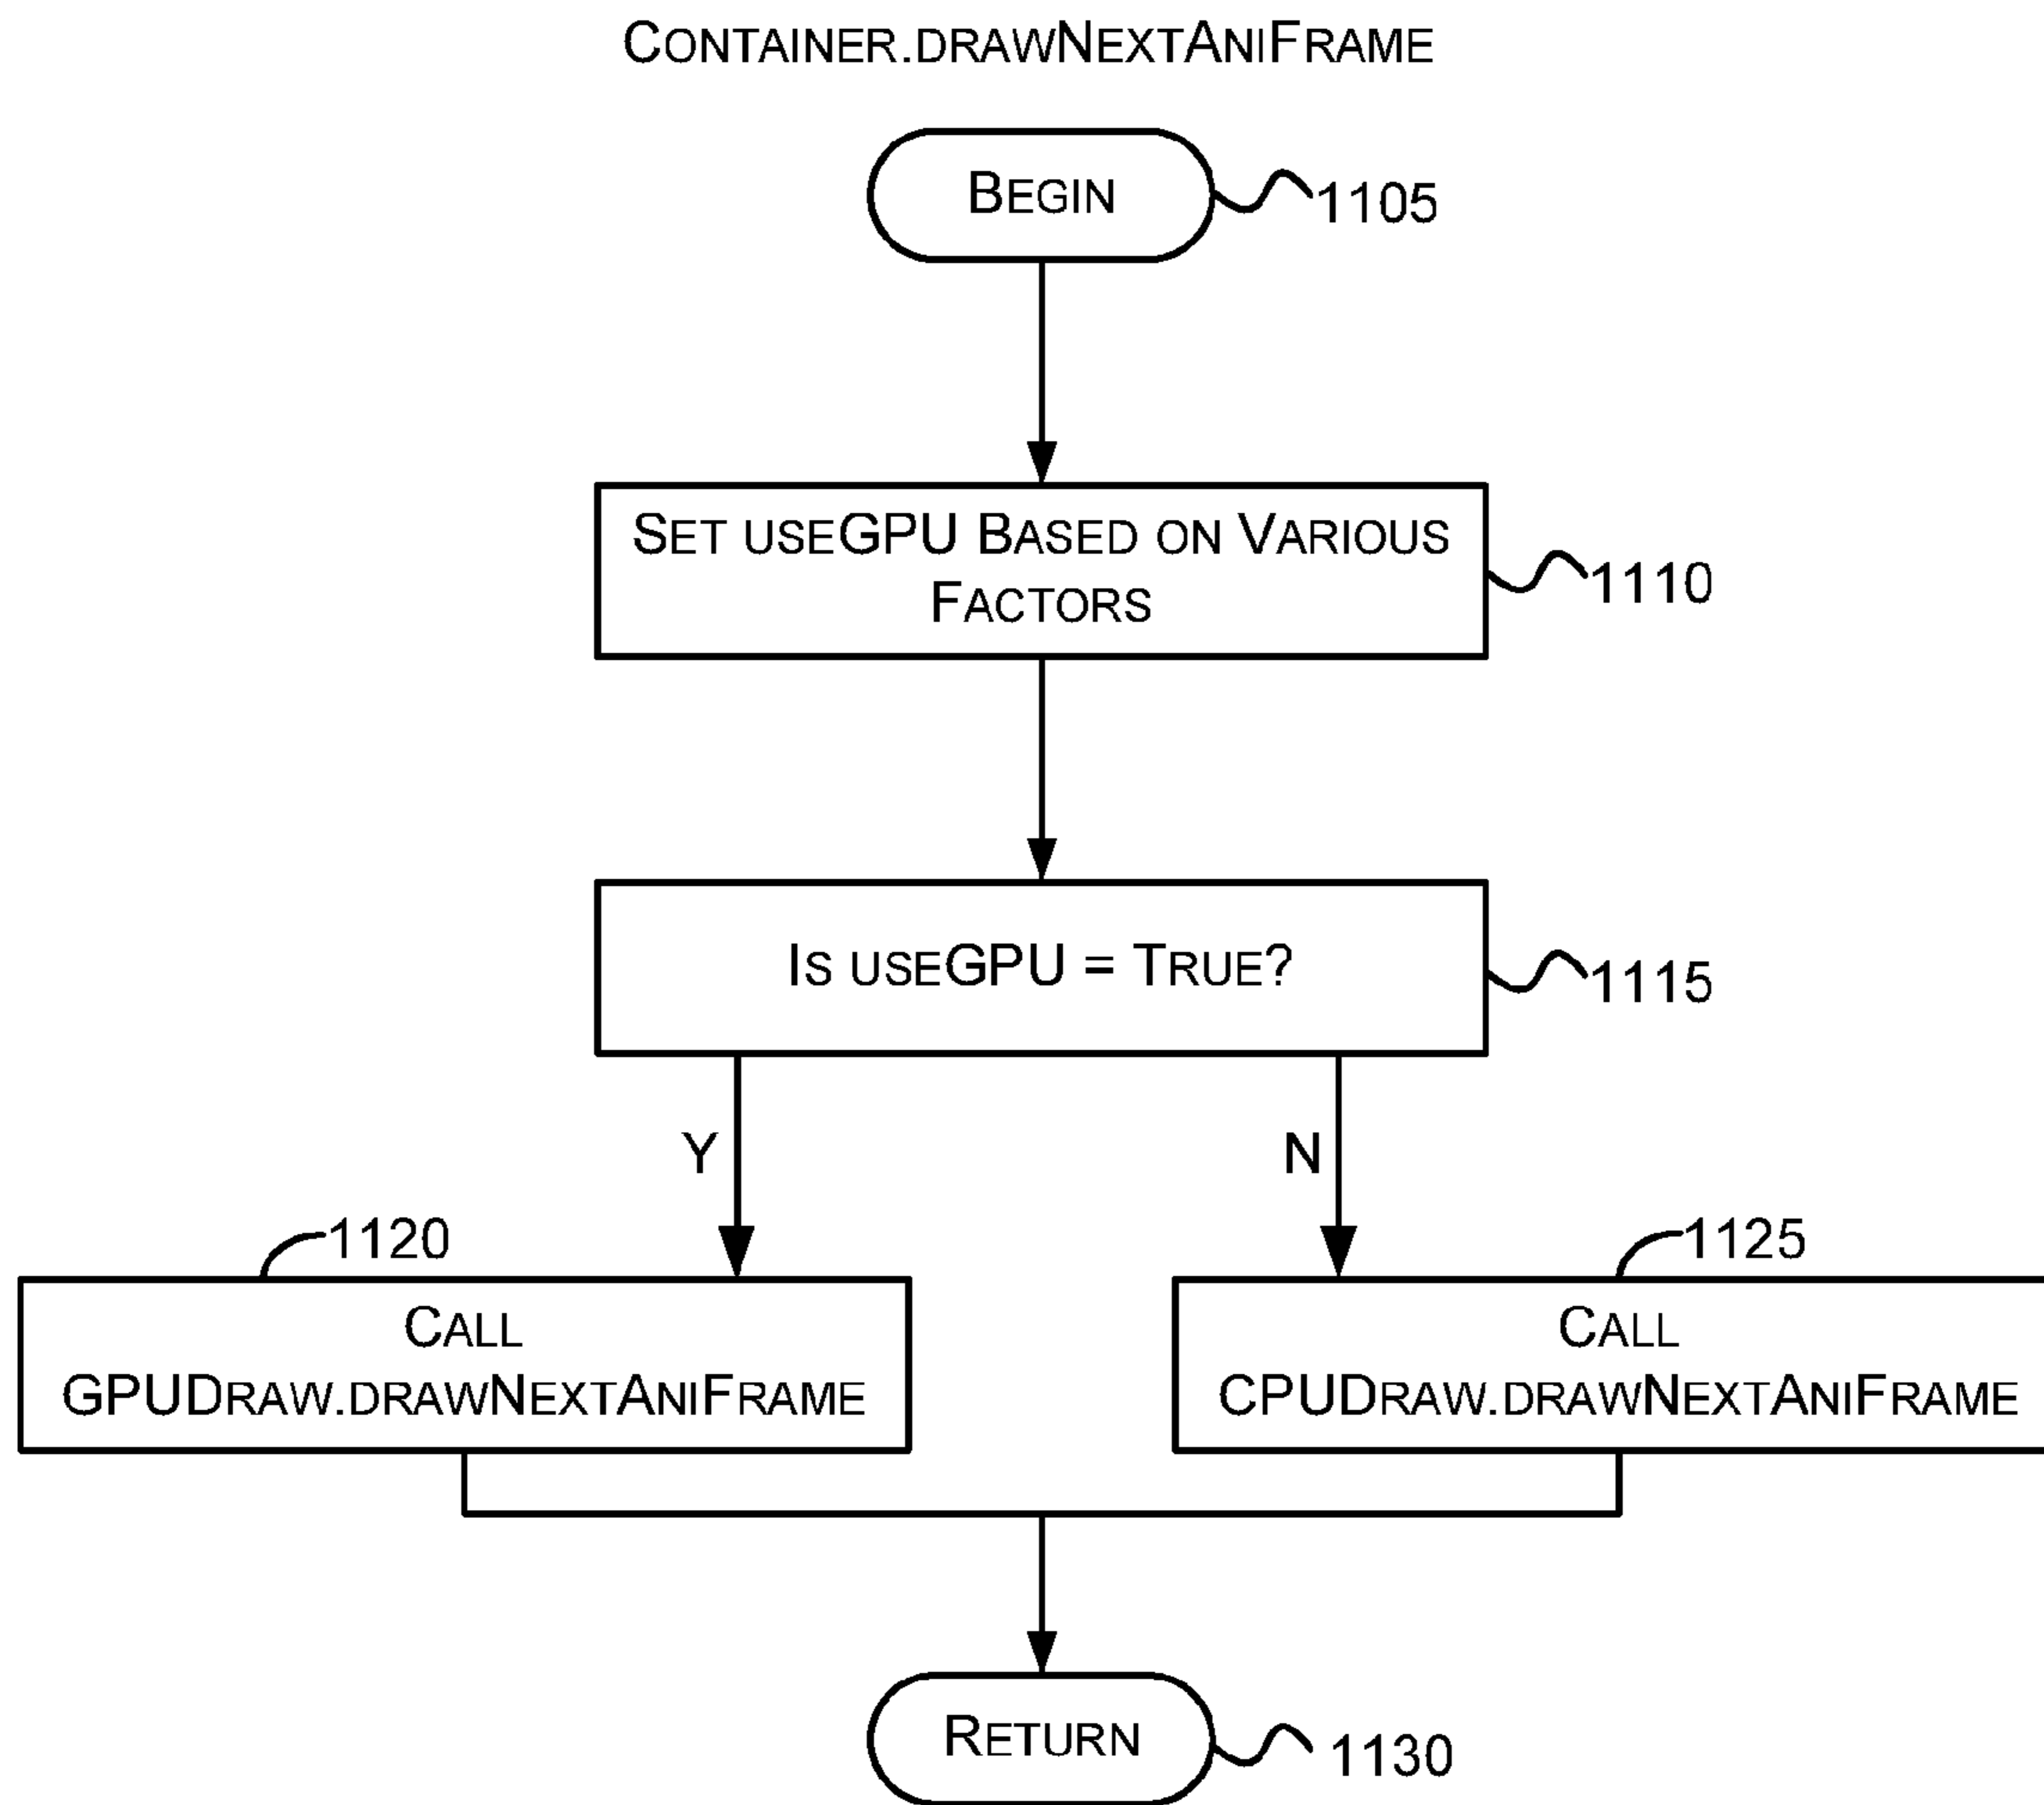 CONTAINER.DRAWNEXTANIFRAME
BEGIN
1105
SET USEGPU BASED ON VARIOUS
FACTORS
1110
IS USEGPU = TRUE?
1115
Y
N
1120
1125
CALL
GPUDRAW.DRAWNEXTANIFRAME
CALL
CPUDRAW.DRAWNEXTANIFRAME
RETURN
1130